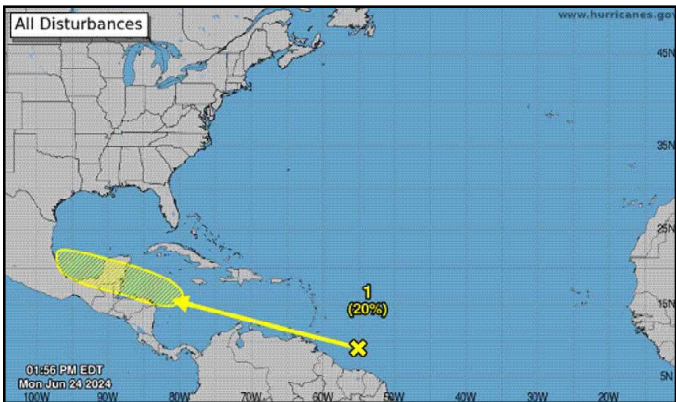 All Disturbances
www.hurricanes.gov
45N
35N
25N
1
(20%)
15N
01:56 PM EDT
Mon Jun 24 2024
5N
100W
90W
80W
70W
60W
50W
40W
30W
20W